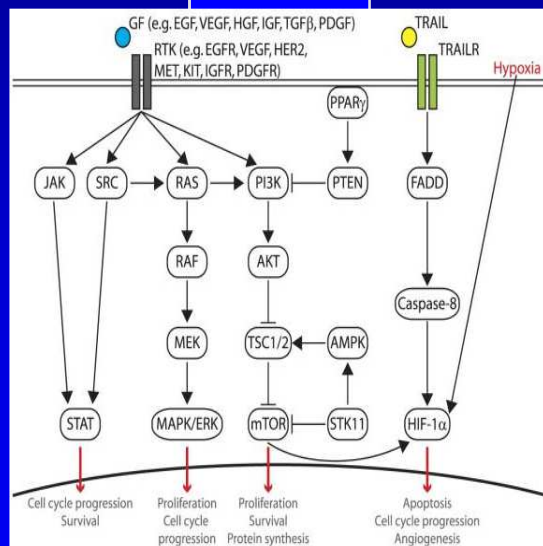 GF (e.g. EGF, VEGF, HGF, IGF, TGFβ, PDGF)
TRAIL
RTK (e.g. EGFR, VEGF, HER2,
MET, KIT, IGFR, PDGFR)
TRAILR
Hypoxia
PPARγ
JAK
SRC
RAS
PI3K
PTEN
FADD
RAF
AKT
Caspase-8
MEK
TSC1/2
AMPK
STAT
MAPK/ERK
mTOR
STK11
HIF-1α
Cell cycle progression
Survival
Proliferation
Cell cycle
progression
Proliferation
Survival
Protein synthesis
Apoptosis
Cell cycle progression
Angiogenesis